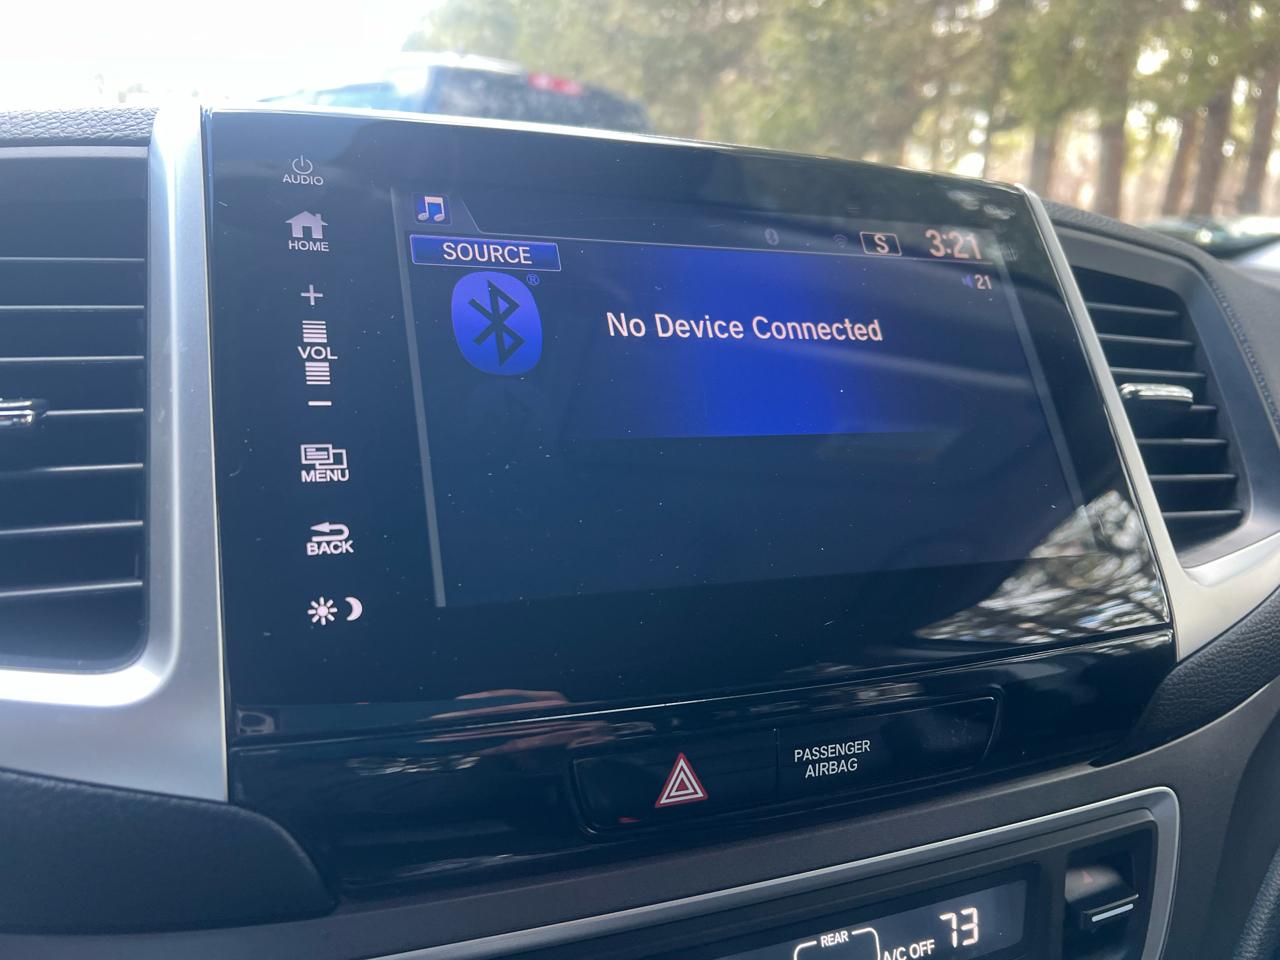 AUDIO
HOME
+
VOL
−
MENU
BACK
SOURCE
®
S
3:21
21
No Device Connected
PASSENGER
AIRBAG
REAR
A/C OFF
73